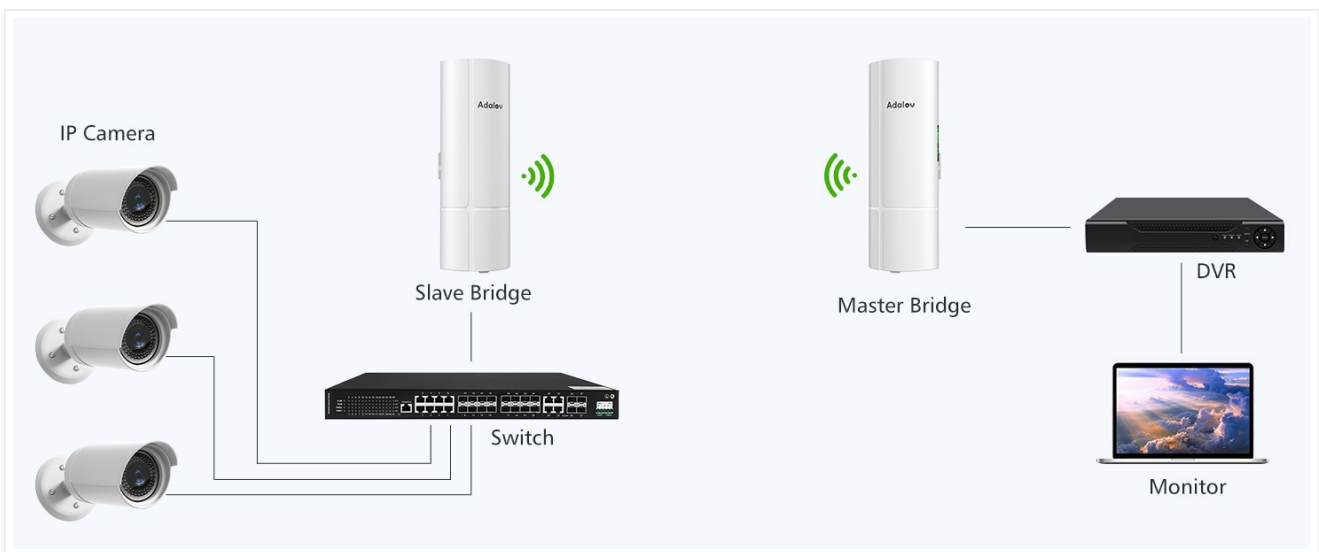 IP Camera
Adalov
Adalov
Slave Bridge
Master Bridge
DVR
Switch
Monitor